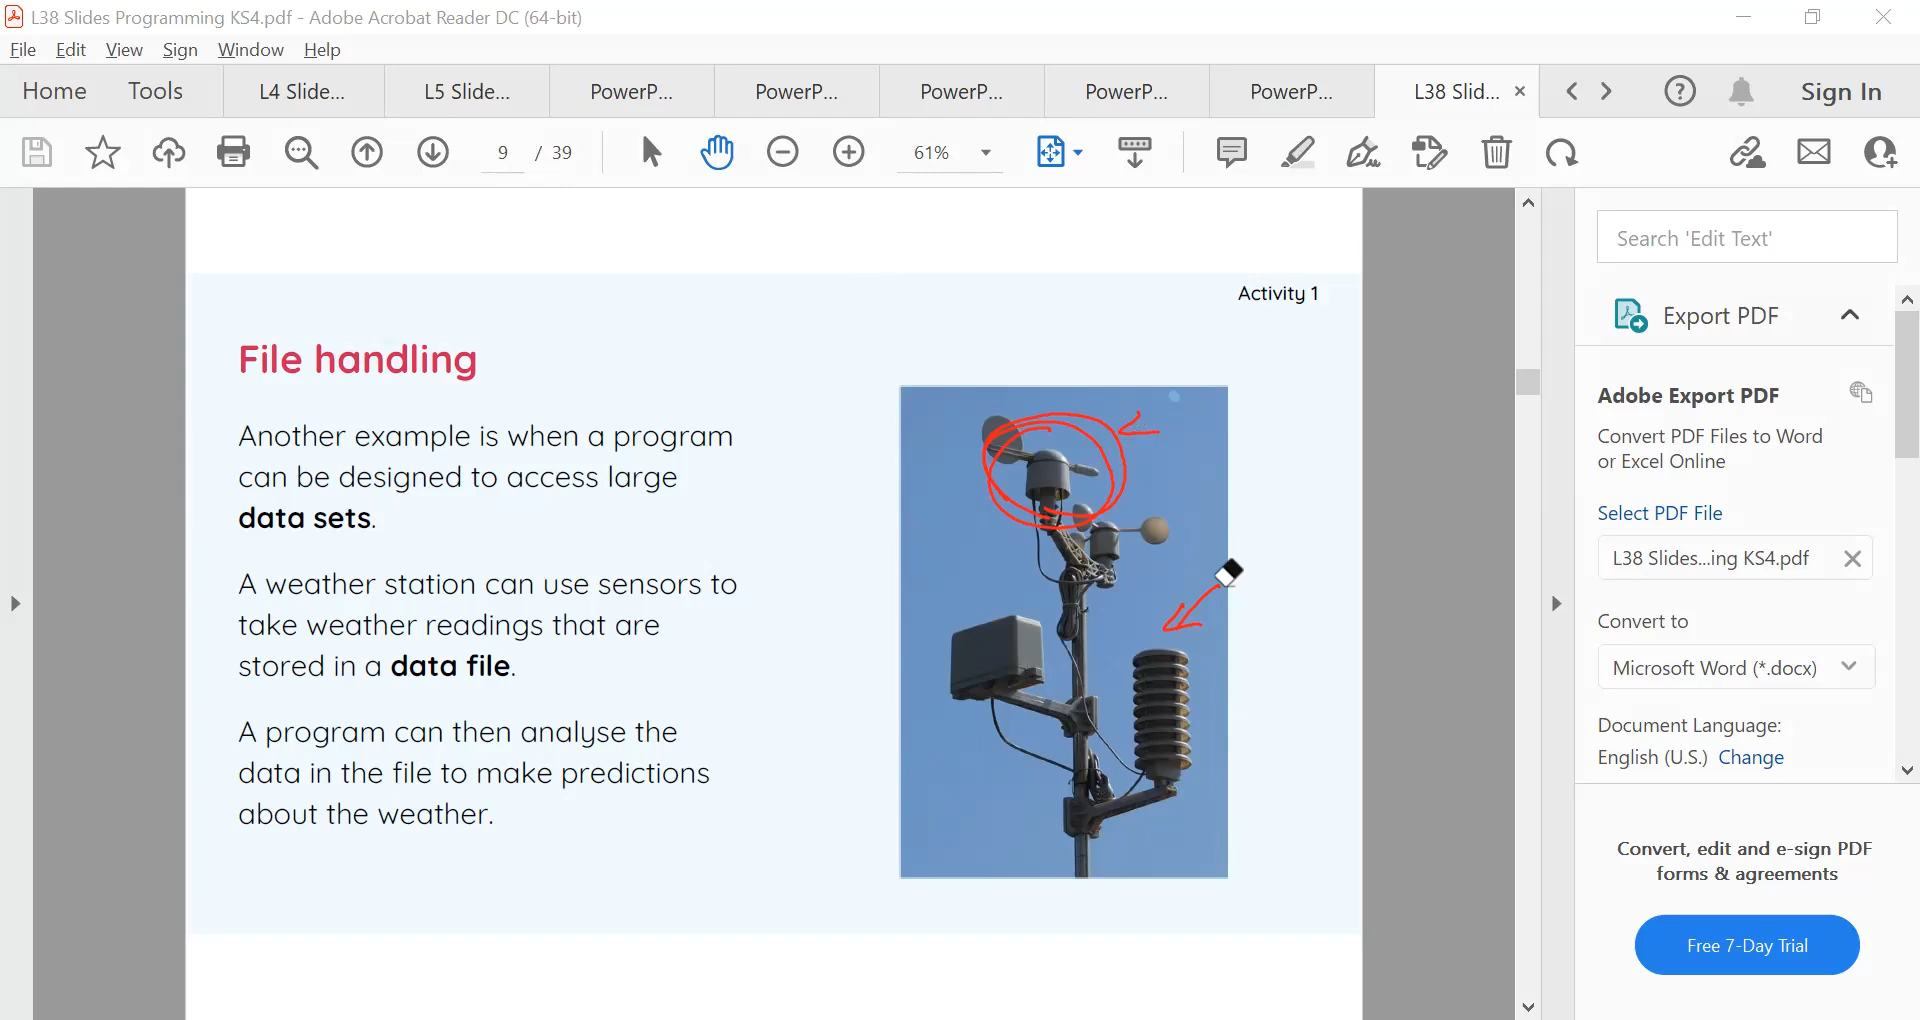 L38 Slides Programming KS4.pdf - Adobe Acrobat Reader DC (64-bit)
File Edit View Sign Window Help
Home Tools L4 Slide... L5 Slide... PowerP... PowerP... PowerP... PowerP... PowerP... L38 Slid... Sign In
9 / 39 61%
Search 'Edit Text'
Activity 1
Export PDF
File handling
Adobe Export PDF
Another example is when a program
can be designed to access large
data sets.
A weather station can use sensors to
take weather readings that are
stored in a data file.
A program can then analyse the
data in the file to make predictions
about the weather.
Convert PDF Files to Word
or Excel Online
Select PDF File
L38 Slides...ing KS4.pdf
Convert to
Microsoft Word (*.docx)
Document Language:
English (U.S.) Change
Convert, edit and e-sign PDF
forms & agreements
Free 7-Day Trial